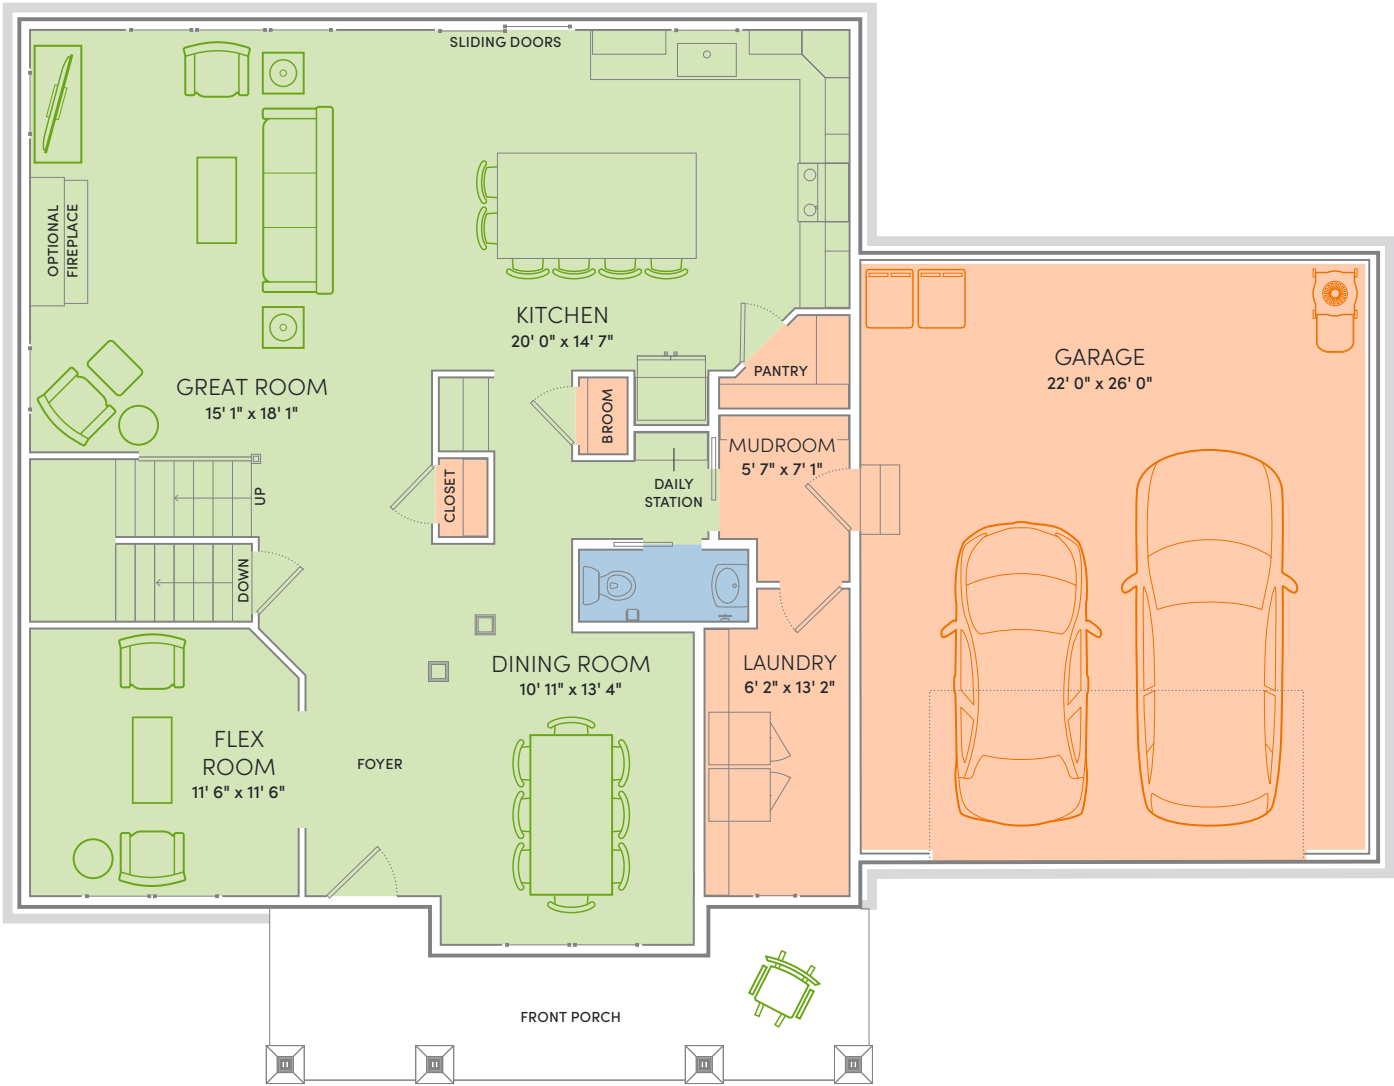 SLIDING DOORS
OPTIONAL
FIREPLACE
KITCHEN
20' 0" x 14' 7"
GREAT ROOM
15' 1" x 18' 1"
PANTRY
GARAGE
22' 0" x 26' 0"
BROOM
MUDROOM
5' 7" x 7' 1"
CLOSET
DAILY
STATION
UP
DOWN
DINING ROOM
10' 11" x 13' 4"
LAUNDRY
6' 2" x 13' 2"
FLEX
ROOM
11' 6" x 11' 6"
FOYER
FRONT PORCH